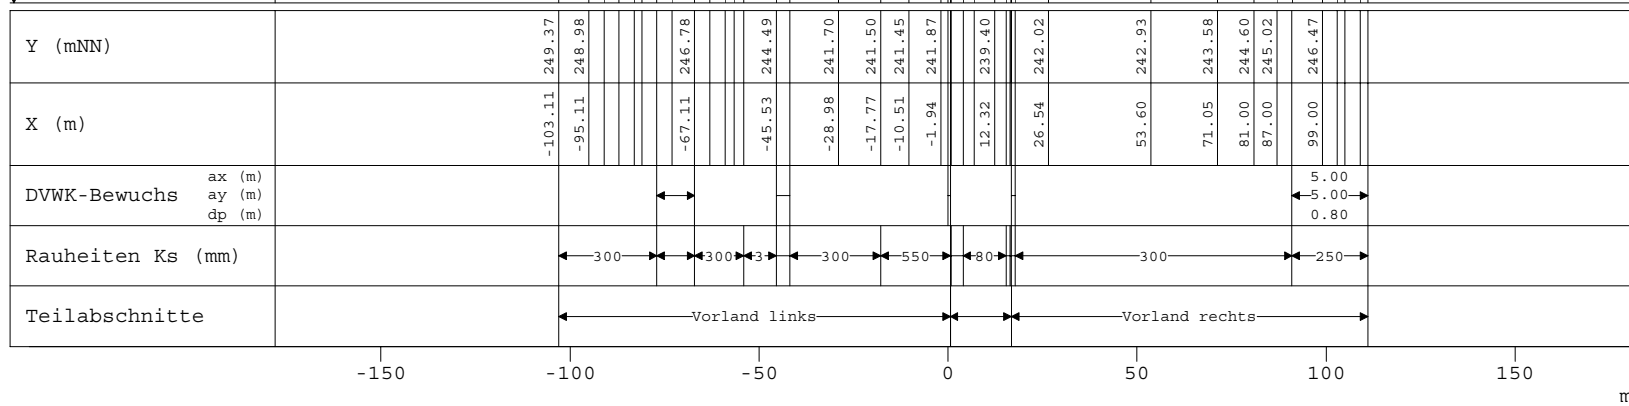 Y (mNN)
249.37 248.98 246.78 244.49 241.70 241.50 241.45 241.87 239.40 242.02 242.93 243.58 244.60 245.02 246.47
X (m)
-103.11 -95.11 -67.11 -45.53 -28.98 -17.77 -10.51 -1.94 12.32 26.54 53.60 71.05 81.00 87.00 99.00
ax (m) 5.00
DVWK-Bewuchs ay (m) 5.00
dp (m) 0.80
Rauheiten Ks (mm) 300 300 3 300 550 80 300 250
Teilabschnitte Vorland links Vorland rechts
-150 -100 -50 0 50 100 150
m